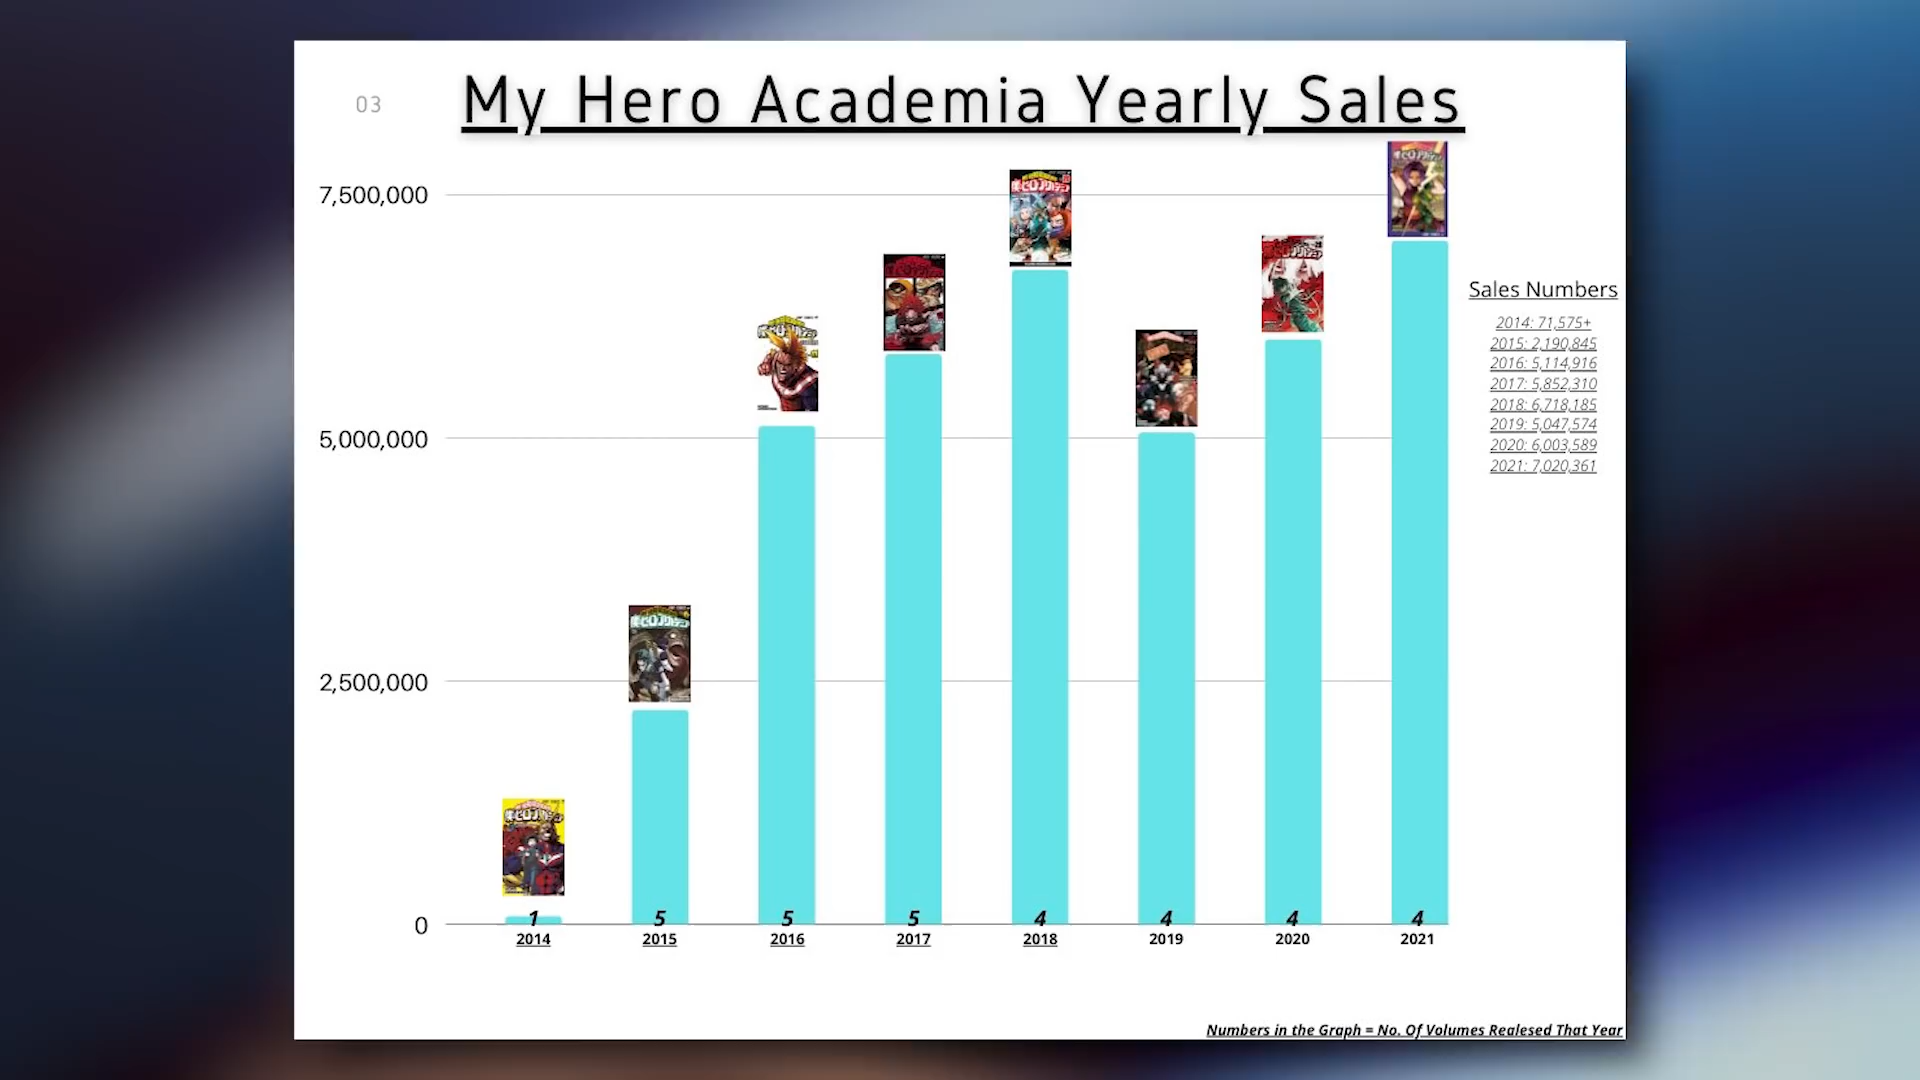 03
My Hero Academia Yearly Sales
7,500,000
5,000,000
2,500,000
0
Sales Numbers
2014: 71,575+
2015: 2,190,845
2016: 5,114,916
2017: 5,852,310
2018: 6,718,185
2019: 5,047,574
2020: 6,003,589
2021: 7,020,361
1 5 5 5 4 4 4 4
2014 2015 2016 2017 2018 2019 2020 2021
Numbers in the Graph = No. Of Volumes Realesed That Year